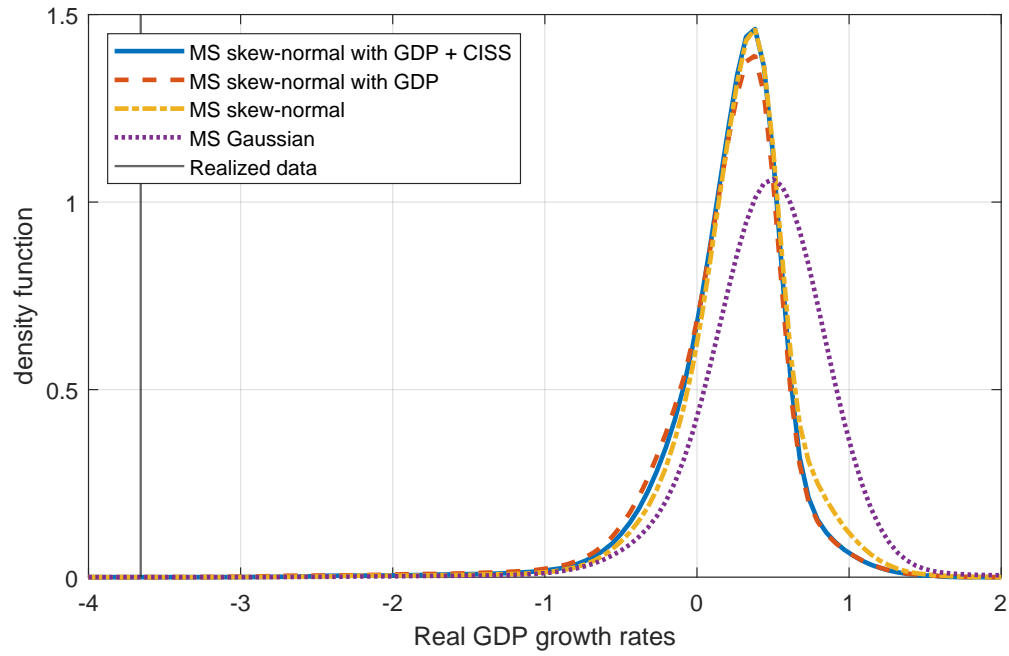 1.5
MS skew-normal with GDP + CISS
MS skew-normal with GDP
MS skew-normal
MS Gaussian
Realized data
1
density function
0.5
0
-4 -3 -2 -1 0 1 2
Real GDP growth rates